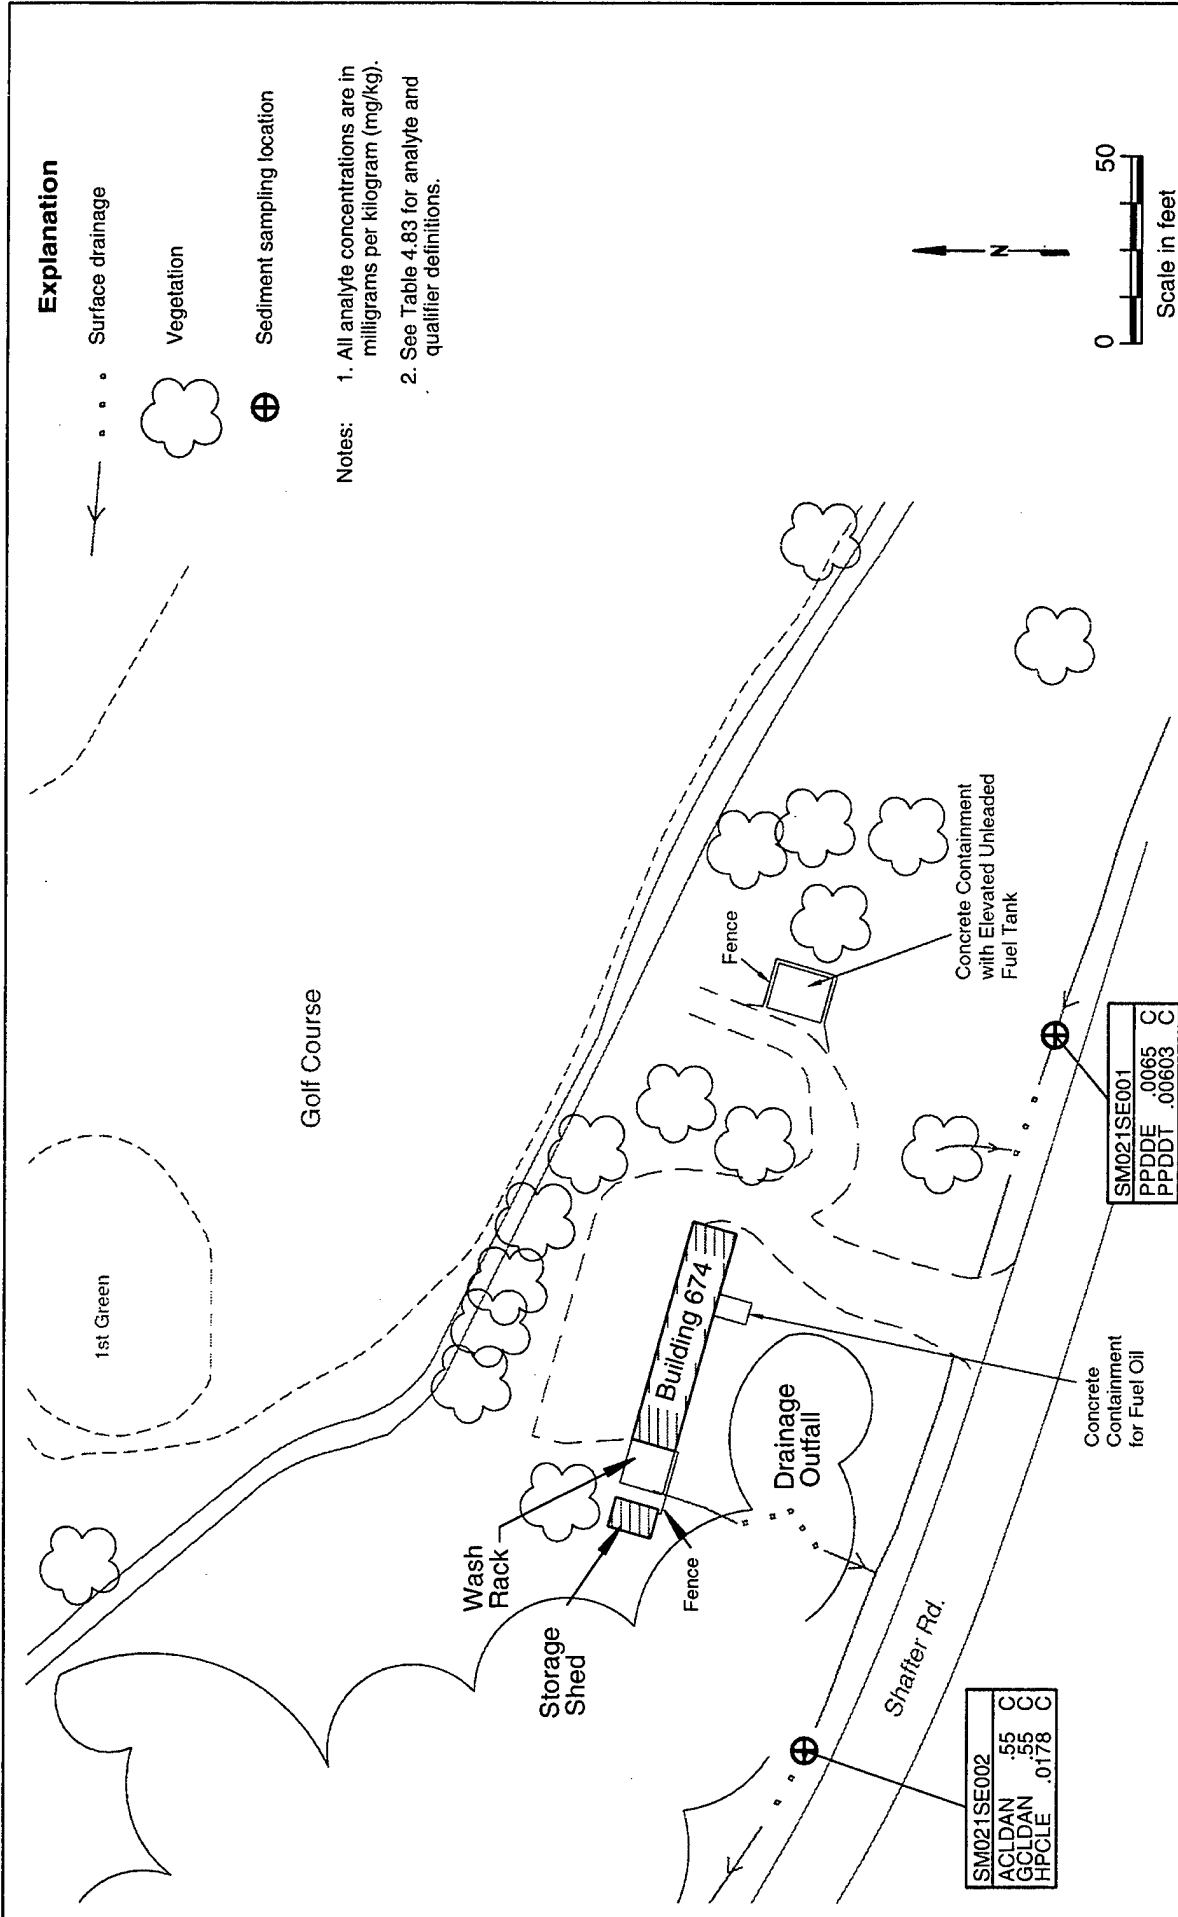 Explanation
Surface drainage
Vegetation
Sediment sampling location
Notes: 1. All analyte concentrations are in
milligrams per kilogram (mg/kg).
2. See Table 4.83 for analyte and
qualifier definitions.
1st Green
Golf Course
N
0 50
Scale in feet
Wash
Rack
Storage
Shed
Fence
Building 674
Drainage
Outfall
Fence
Concrete Containment
with Elevated Unleaded
Fuel Tank
Concrete
Containment
for Fuel Oil
Shafter Rd.
SM021SE002
ACLDAN .55 C
GCLDAN .55 C
HPCLE .0178 C
SM021SE001
PPDDE .0065 C
PPDDT .00603 C